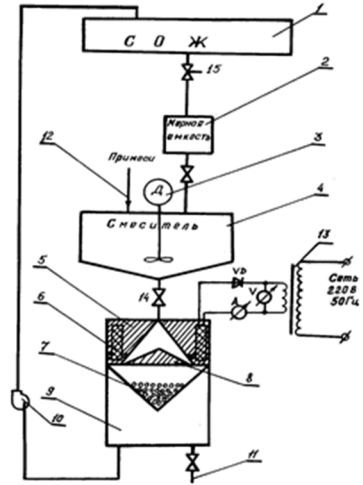 1
С О Ж
15
2
Мерная
емкость
12
3
Примеси
Д
4
Смеситель
13
5
14
VD
Сеть
220В
50Гц
6
A
V
7
8
9
10
11